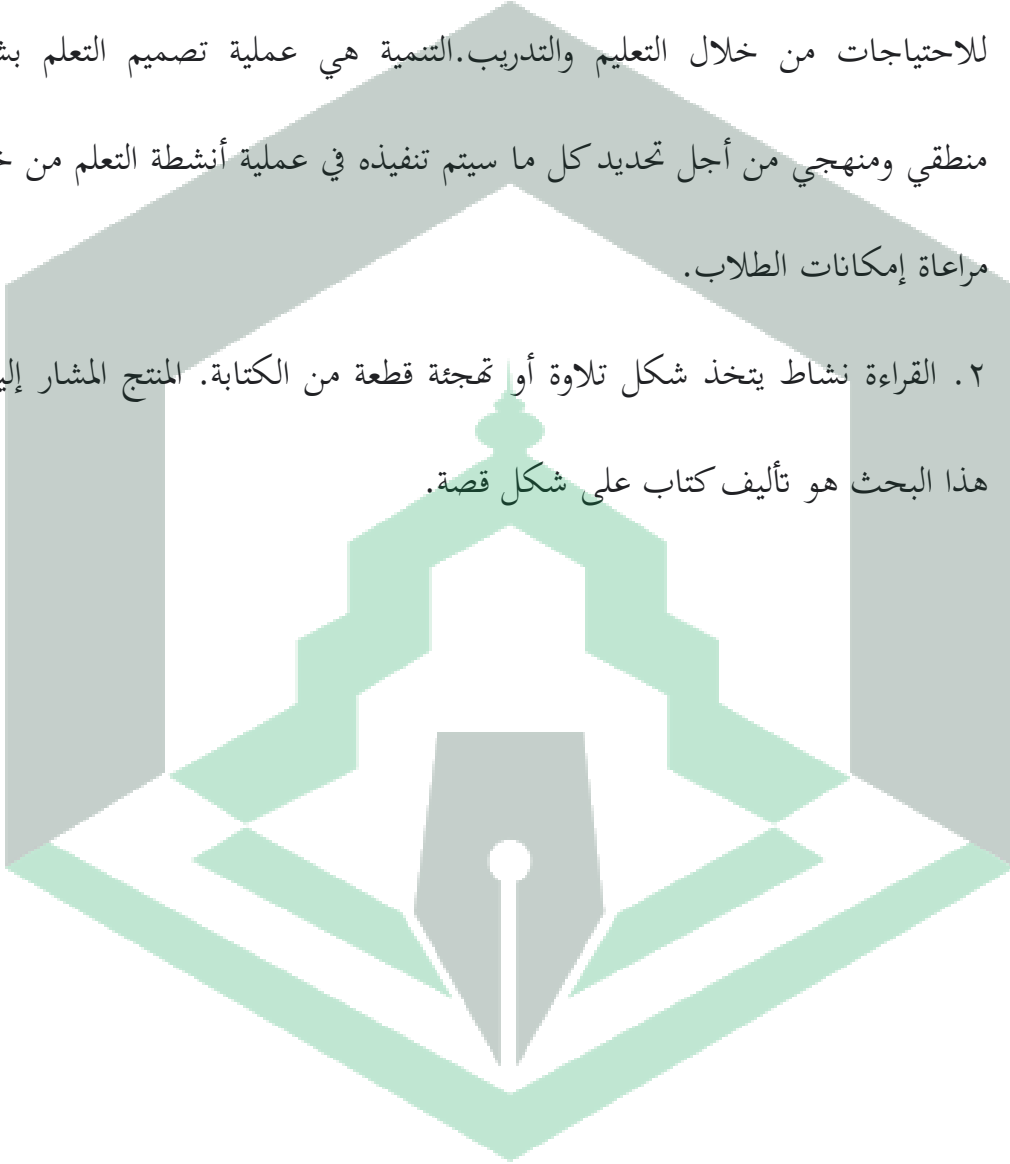 للاحتياجات من خلال التعليم والتدريب.التنمية هي عملية تصميم التعلم
منطقي ومنهجي من أجل تحديد كل ما سيتم تنفيذه في عملية أنشطة التعلم من
مراعاة إمكانات الطلاب.
٢. القراءة نشاط يتخذ شكل تلاوة أو تهجئة قطعة من الكتابة. المنتج المشار
هذا البحث هو تأليف كتاب على شكل قصة.